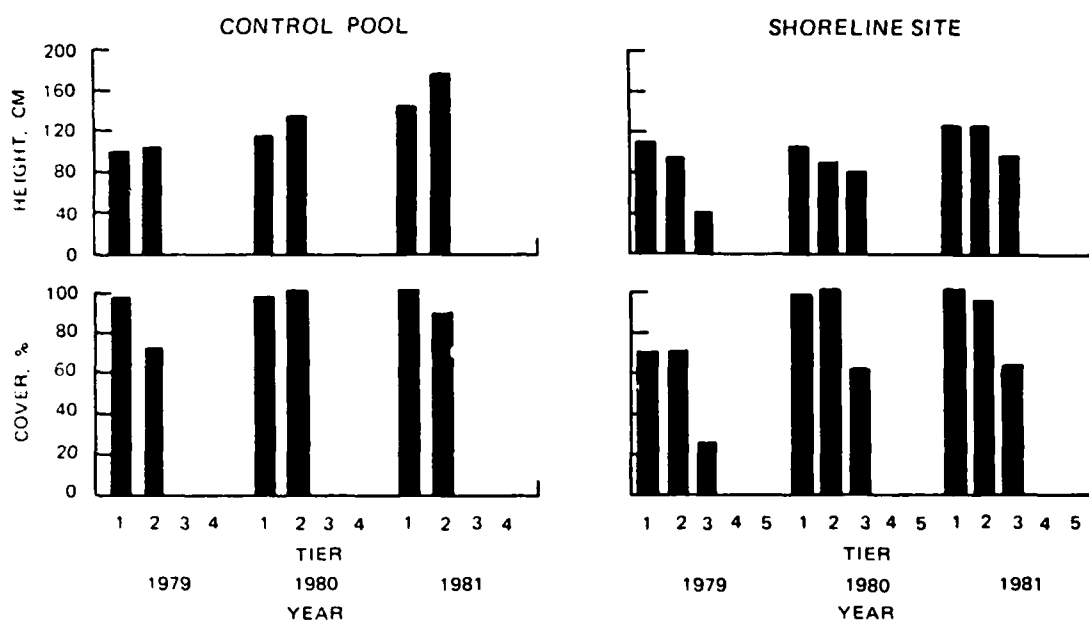 CONTROL POOL
SHORELINE SITE
HEIGHT, CM
200
160
120
80
40
0
COVER, %
100
80
60
40
20
0
1 2 3 4 1 2 3 4 1 2 3 4
TIER
1979 1980 1981
YEAR
1 2 3 4 5 1 2 3 4 5 1 2 3 4 5
TIER
1979 1980 1981
YEAR